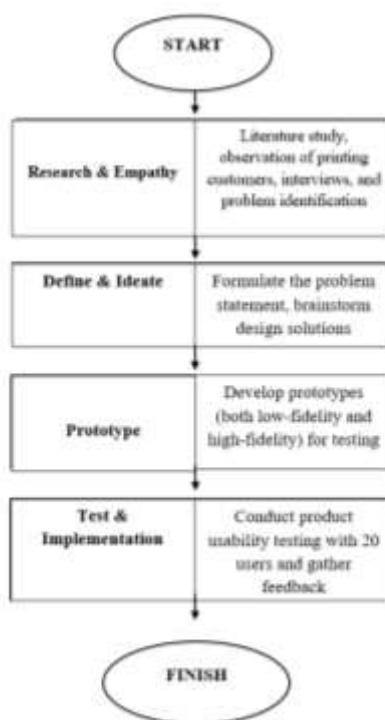 START
Research & Empathy
Literature study,
observation of printing
customers, interviews, and
problem identification
Define & Ideate
Formulate the problem
statement, brainstorm
design solutions
Prototype
Develop prototypes
(both low-fidelity and
high-fidelity) for testing
Test &
Implementation
Conduct product
usability testing with 20
users and gather
feedback
FINISH